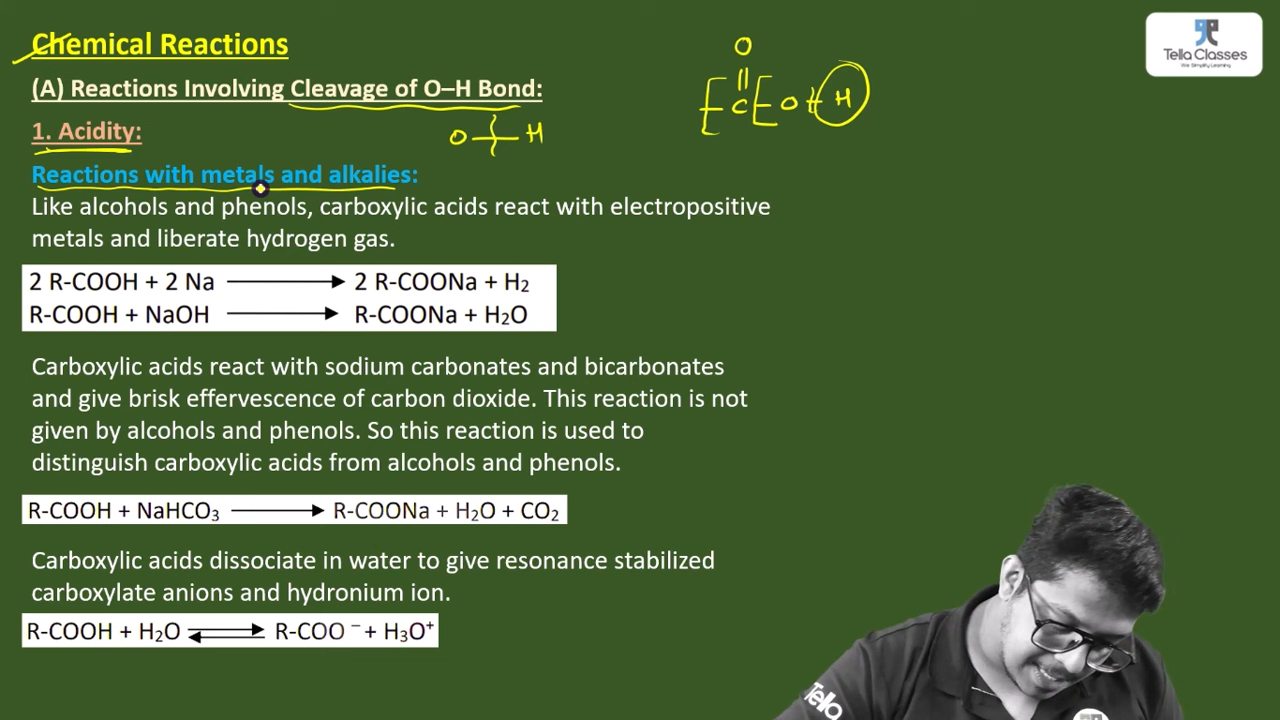 Chemical Reactions
(A) Reactions Involving Cleavage of O–H Bond:
1. Acidity:
O H
O
C O H
Tella Classes
We Simplify Learning
Reactions with metals and alkalies:
Like alcohols and phenols, carboxylic acids react with electropositive
metals and liberate hydrogen gas.
2 R-COOH + 2 Na ⟶ 2 R-COONa + H₂
R-COOH + NaOH ⟶ R-COONa + H₂O
Carboxylic acids react with sodium carbonates and bicarbonates
and give brisk effervescence of carbon dioxide. This reaction is not
given by alcohols and phenols. So this reaction is used to
distinguish carboxylic acids from alcohols and phenols.
R-COOH + NaHCO₃ ⟶ R-COONa + H₂O + CO₂
Carboxylic acids dissociate in water to give resonance stabilized
carboxylate anions and hydronium ion.
R-COOH + H₂O ⇌ R-COO⁻ + H₃O⁺
Tella